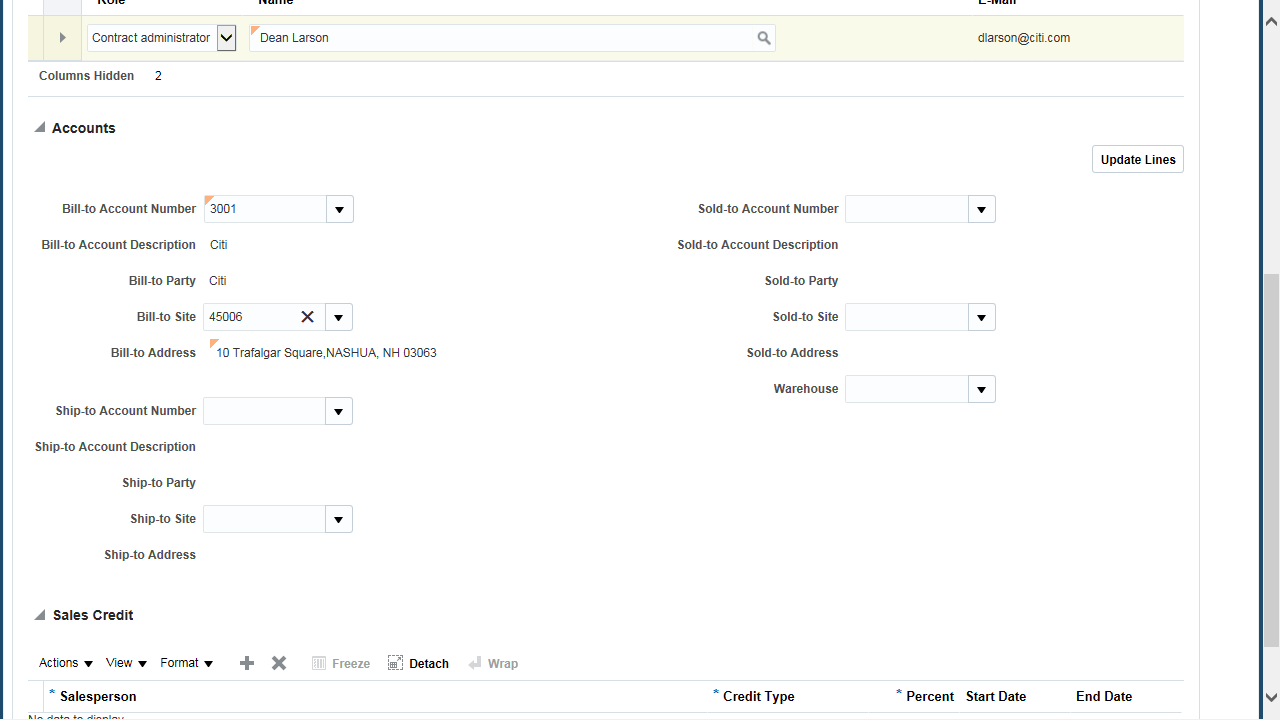 Role Name E-Mail
Contract administrator Dean Larson dlarson@citi.com
Columns Hidden 2
Accounts
Update Lines
Bill-to Account Number 3001 Sold-to Account Number
Bill-to Account Description Citi Sold-to Account Description
Bill-to Party Citi Sold-to Party
Bill-to Site 45006 Sold-to Site
Bill-to Address 10 Trafalgar Square,NASHUA, NH 03063 Sold-to Address
Warehouse
Ship-to Account Number
Ship-to Account Description
Ship-to Party
Ship-to Site
Ship-to Address
Sales Credit
Actions View Format Freeze Detach Wrap
* Salesperson * Credit Type * Percent Start Date End Date
No data to display